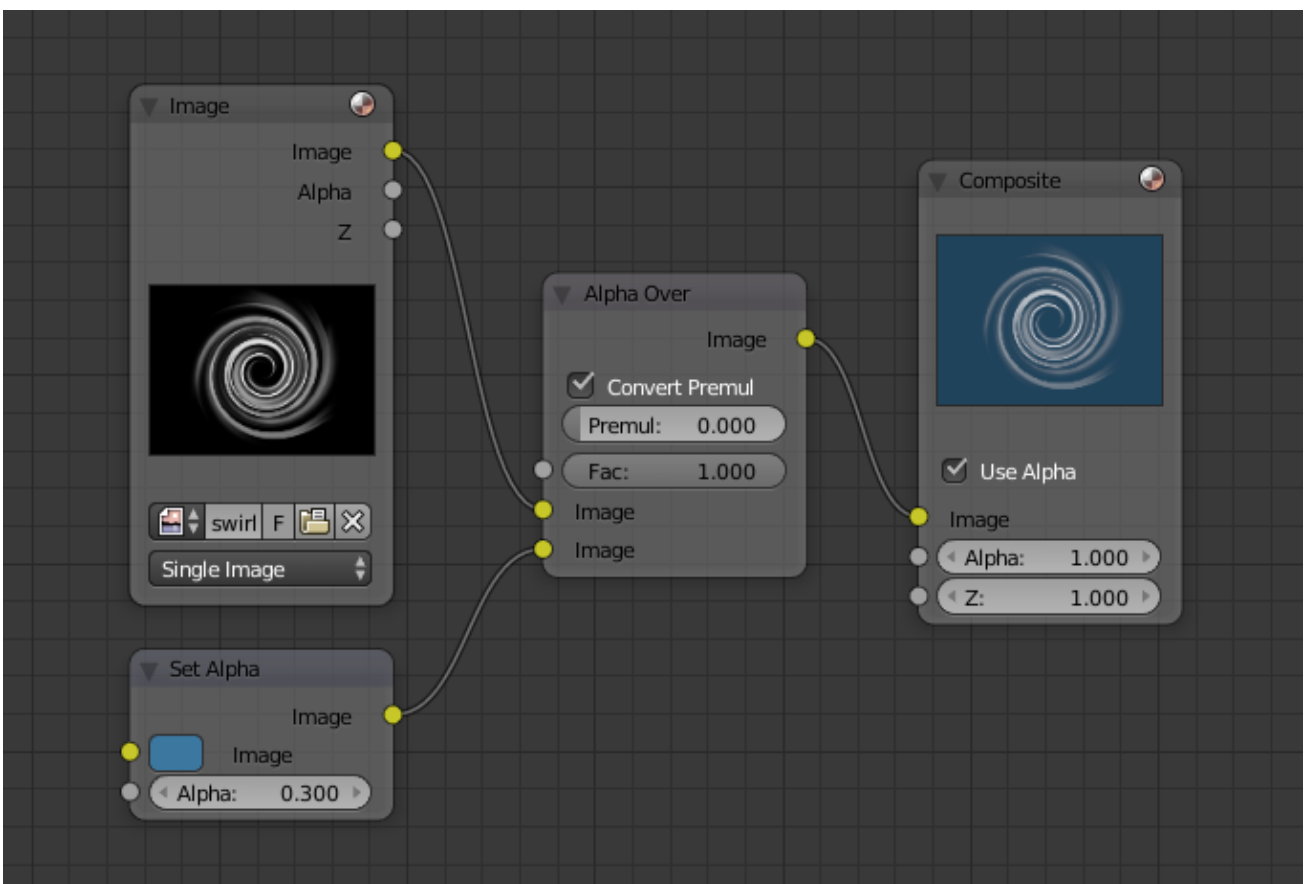 Image
Image
Alpha
Z
swirl F
Single Image
Set Alpha
Image
Image
Alpha: 0.300
Alpha Over
Image
Convert Premul
Premul: 0.000
Fac: 1.000
Image
Image
Composite
Use Alpha
Image
Alpha: 1.000
Z: 1.000